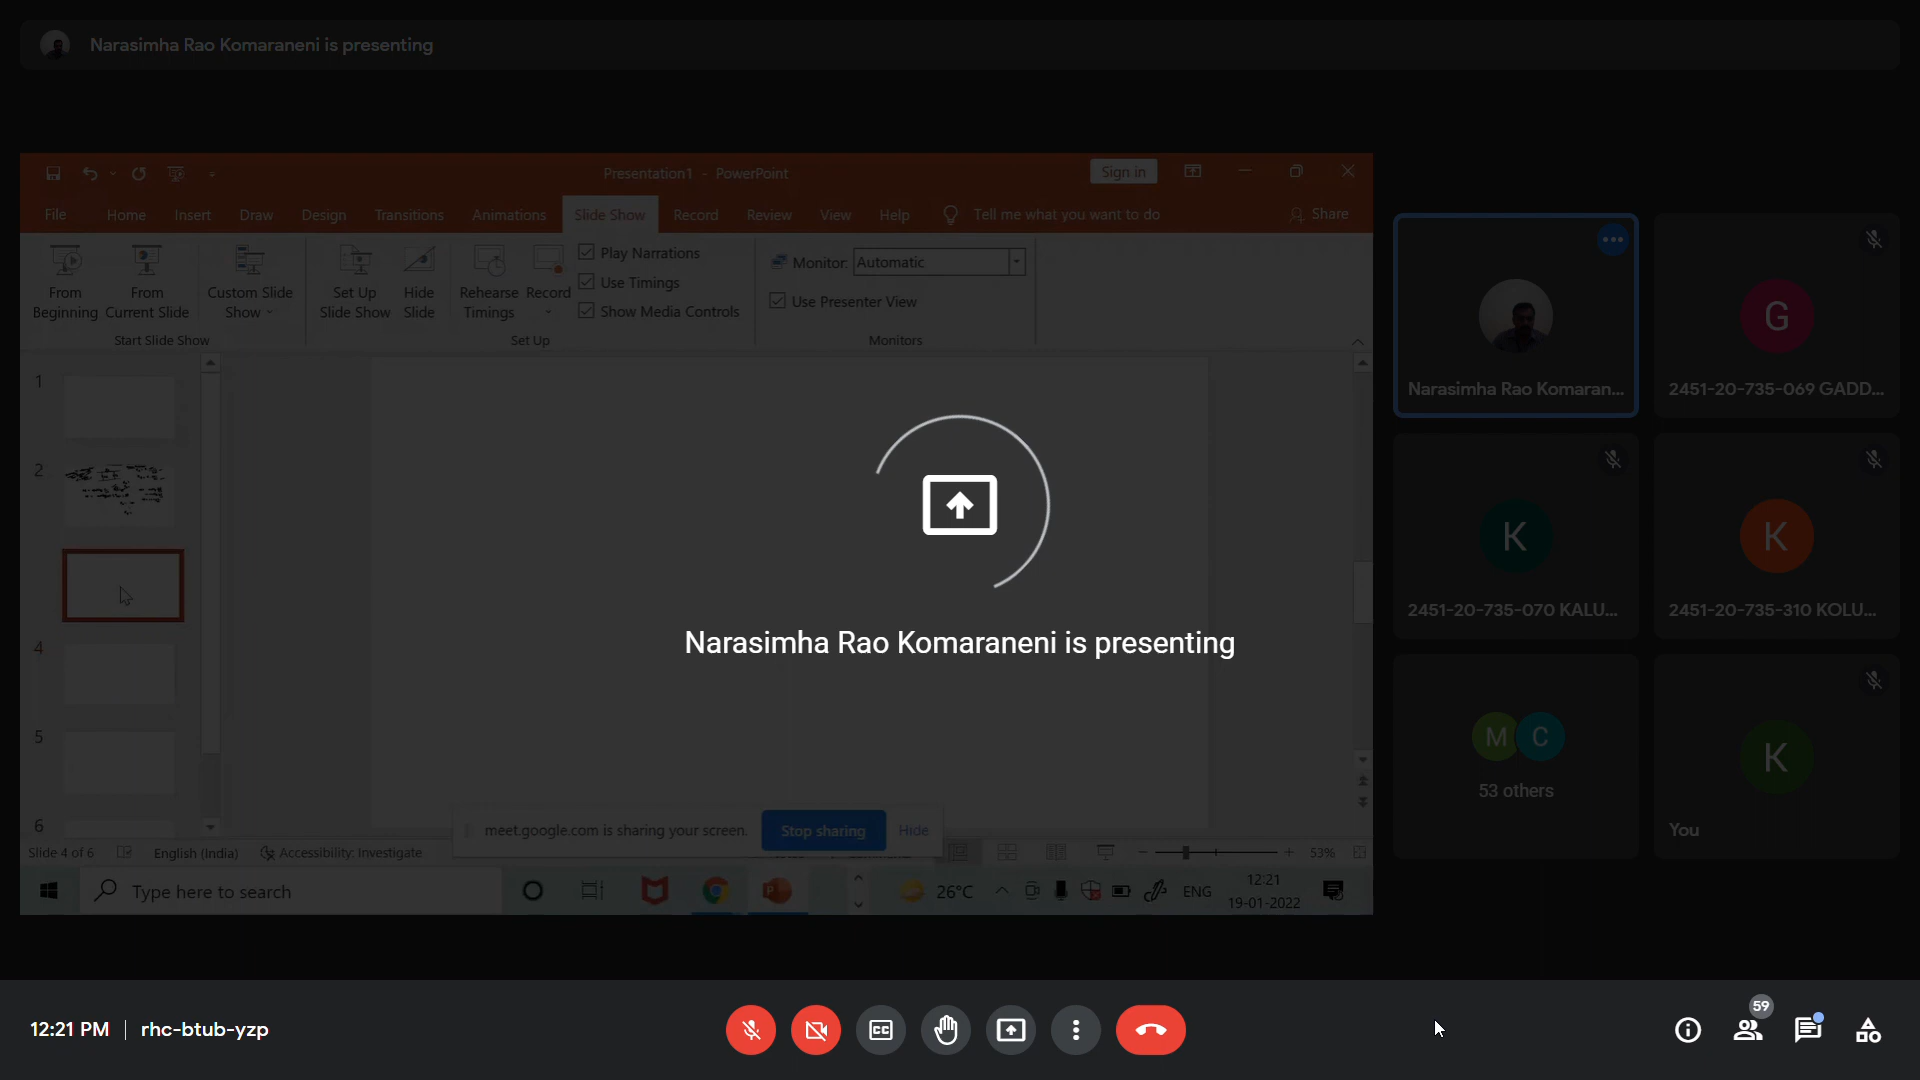 Narasimha Rao Komaraneni is presenting
Presentation1 - PowerPoint
Sign in
File Home Insert Draw Design Transitions Animations Slide Show Record Review View Help Tell me what you want to do Share
From Beginning
From Current Slide
Custom Slide Show
Start Slide Show
Set Up Slide Show
Hide Slide
Rehearse Timings
Record
Play Narrations
Use Timings
Show Media Controls
Set Up
Monitor: Automatic
Use Presenter View
Monitors
1
2
4
5
6
Narasimha Rao Komaraneni is presenting
meet.google.com is sharing your screen. Stop sharing Hide
Slide 4 of 6 English (India) Accessibility: Investigate 53%
Type here to search
26°C ENG
12:21
19-01-2022
Narasimha Rao Komaran...
G
2451-20-735-069 GADD...
K
2451-20-735-070 KALU...
K
2451-20-735-310 KOLU...
M C
53 others
K
You
12:21 PM | rhc-btub-yzp
CC
59